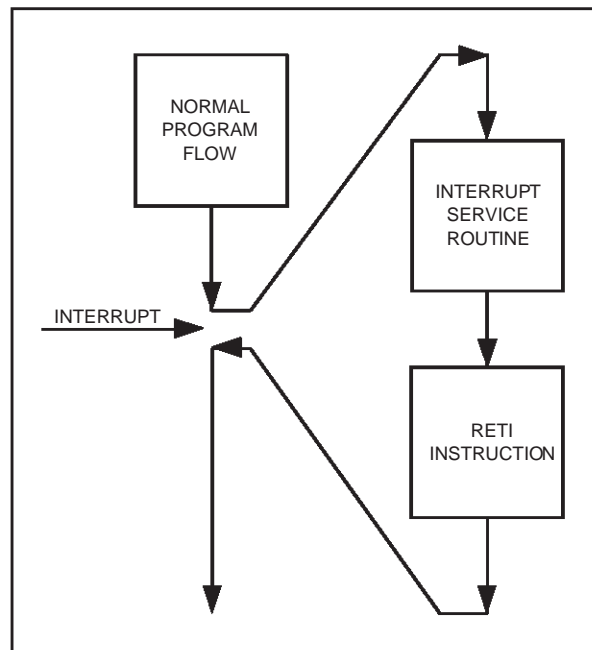 NORMAL
PROGRAM
FLOW
INTERRUPT
SERVICE
ROUTINE
INTERRUPT
RETI
INSTRUCTION